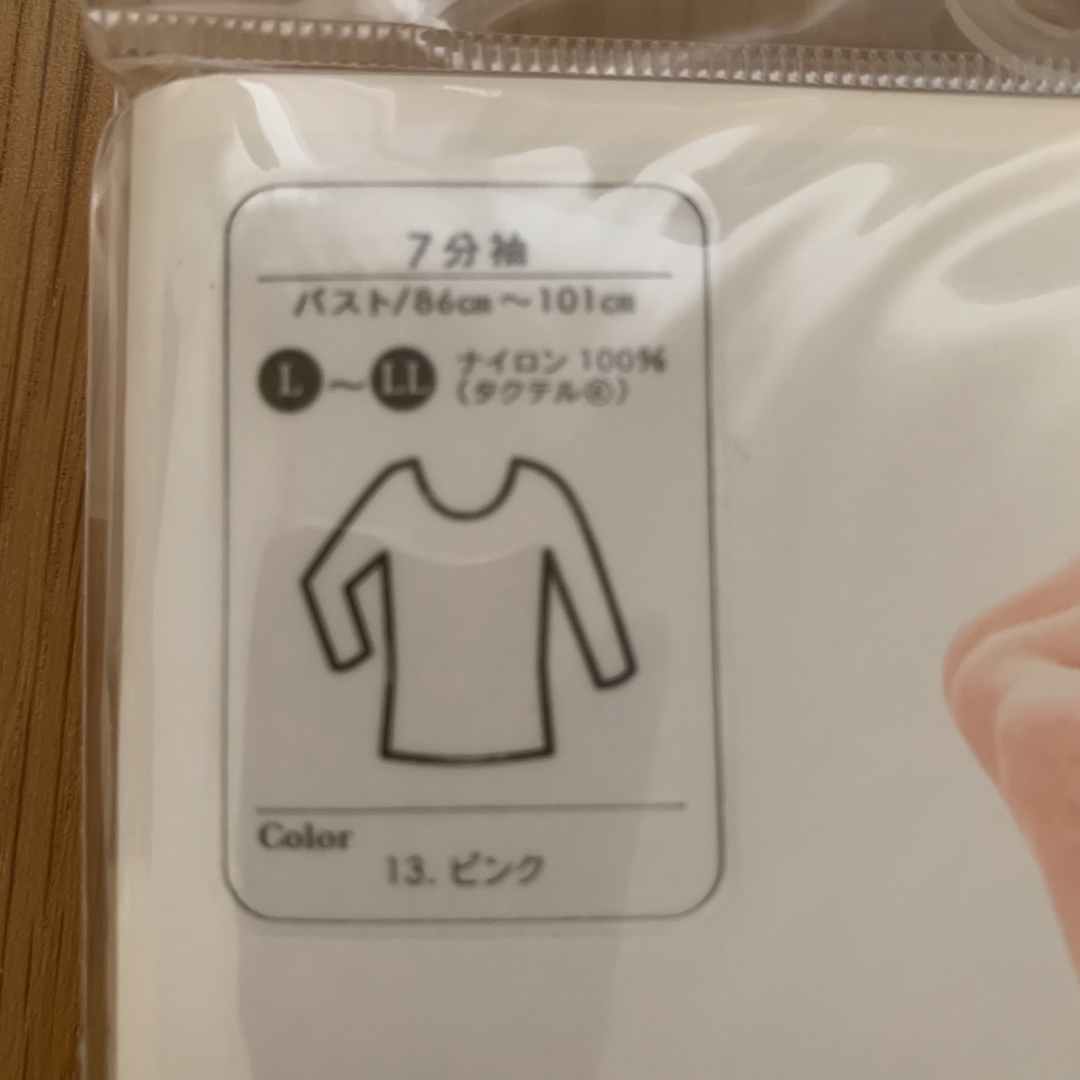 7分袖
バスト/86㎝～101㎝
L～LL
ナイロン 100%
(タクテル®)
Color
13. ピンク